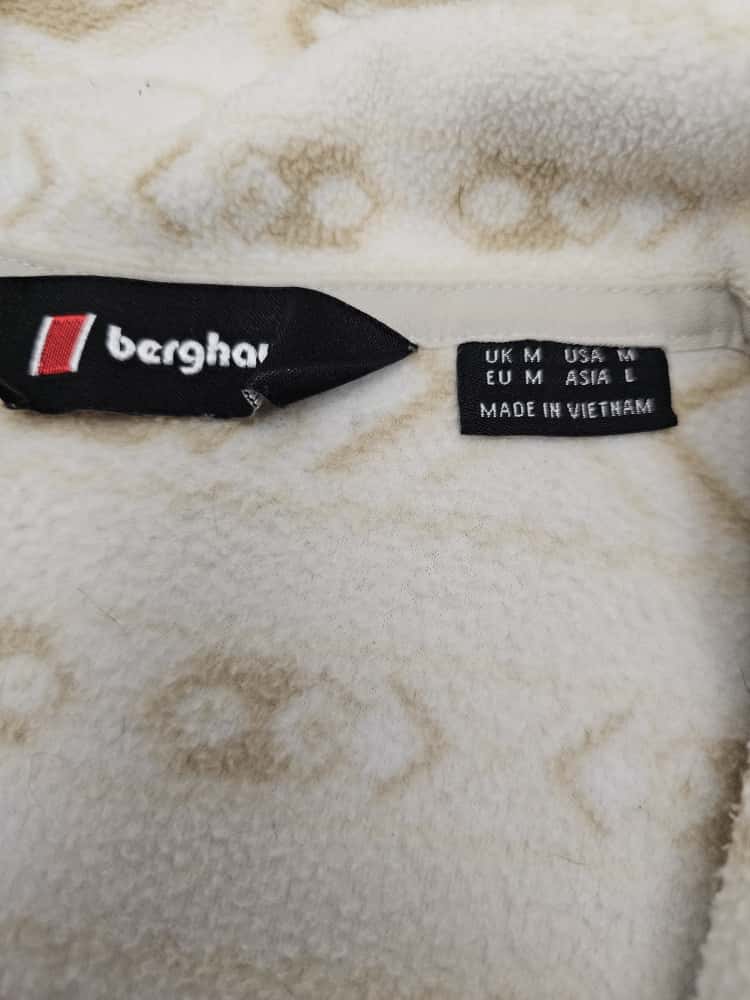 berghau
UK M USA M
EU M ASIA L
MADE IN VIETNAM